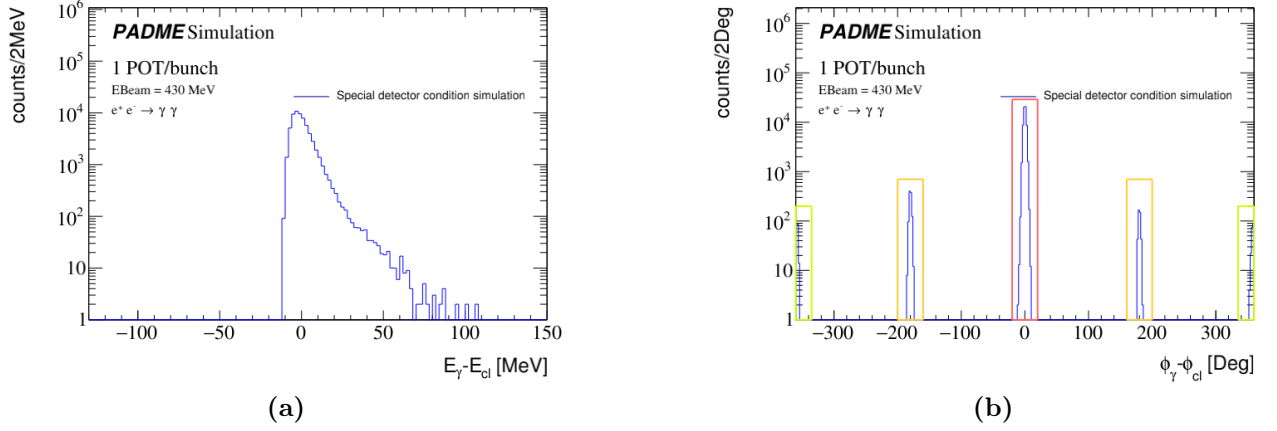 counts/2MeV
10⁶
10⁵
10⁴
10³
10²
10
1
PADME Simulation
1 POT/bunch
EBeam = 430 MeV
e⁺ e⁻ → γ γ
Special detector condition simulation
−100 −50 0 50 100 150
E_γ-E_cl [MeV]
(a)
counts/2Deg
10⁶
10⁵
10⁴
10³
10²
10
1
PADME Simulation
1 POT/bunch
EBeam = 430 MeV
e⁺ e⁻ → γ γ
Special detector condition simulation
−300 −200 −100 0 100 200 300
ϕ_γ-ϕ_cl [Deg]
(b)